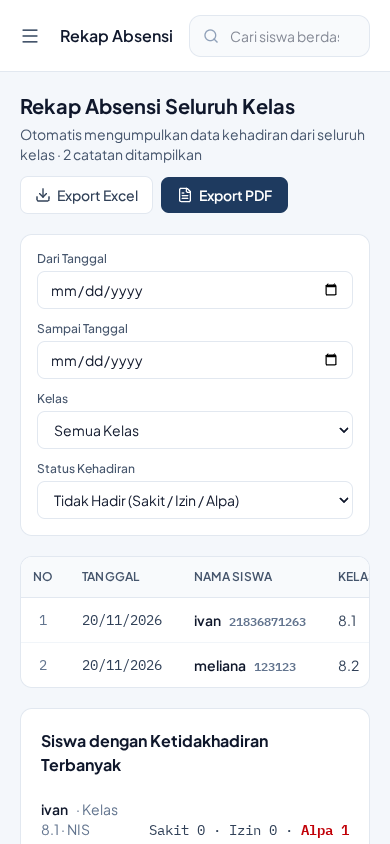 Rekap Absensi
Cari siswa berdas
Rekap Absensi Seluruh Kelas
Otomatis mengumpulkan data kehadiran dari seluruh
kelas · 2 catatan ditampilkan
Export Excel
Export PDF
Dari Tanggal
mm/dd/yyyy
Sampai Tanggal
mm/dd/yyyy
Kelas
Semua Kelas
Status Kehadiran
Tidak Hadir (Sakit / Izin / Alpa)
NO TANGGAL NAMA SISWA KELA
1 20/11/2026 ivan 21836871263 8.1
2 20/11/2026 meliana 123123 8.2
Siswa dengan Ketidakhadiran
Terbanyak
ivan · Kelas
8.1 · NIS
Sakit 0 · Izin 0 · Alpa 1